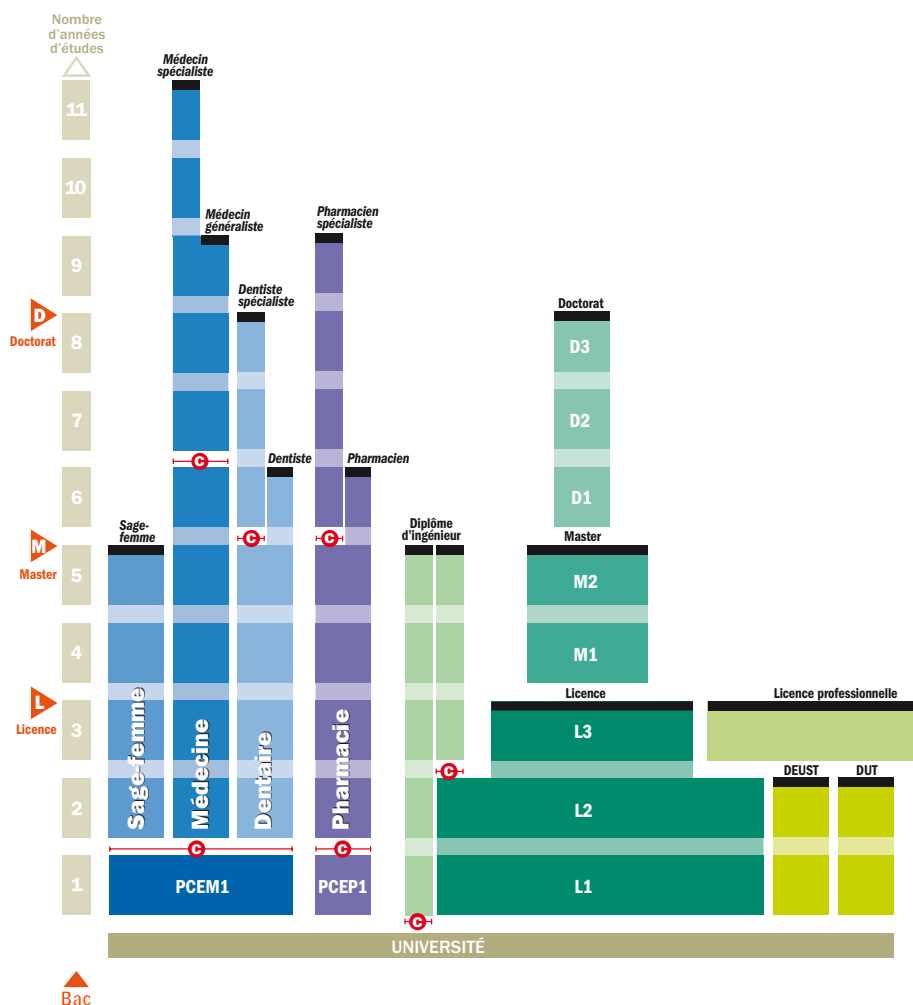 Nombre
d'années
d'études
Médecin
spécialiste
11
10
Médecin
généraliste
Pharmacien
spécialiste
9
Dentiste
spécialiste
D
Doctorat
Doctorat
8
D3
7
D2
C
Dentiste
Pharmacien
6
D1
Sage-
femme
C
C
Diplôme
d'ingénieur
Master
M
Master
5
M2
4
M1
L
Licence
Licence
Licence professionnelle
3
L3
C
DEUST
DUT
Sage-femme
Médecine
Dentaire
Pharmacie
2
L2
C
C
1
PCEM1
PCEP1
L1
C
UNIVERSITÉ
Bac